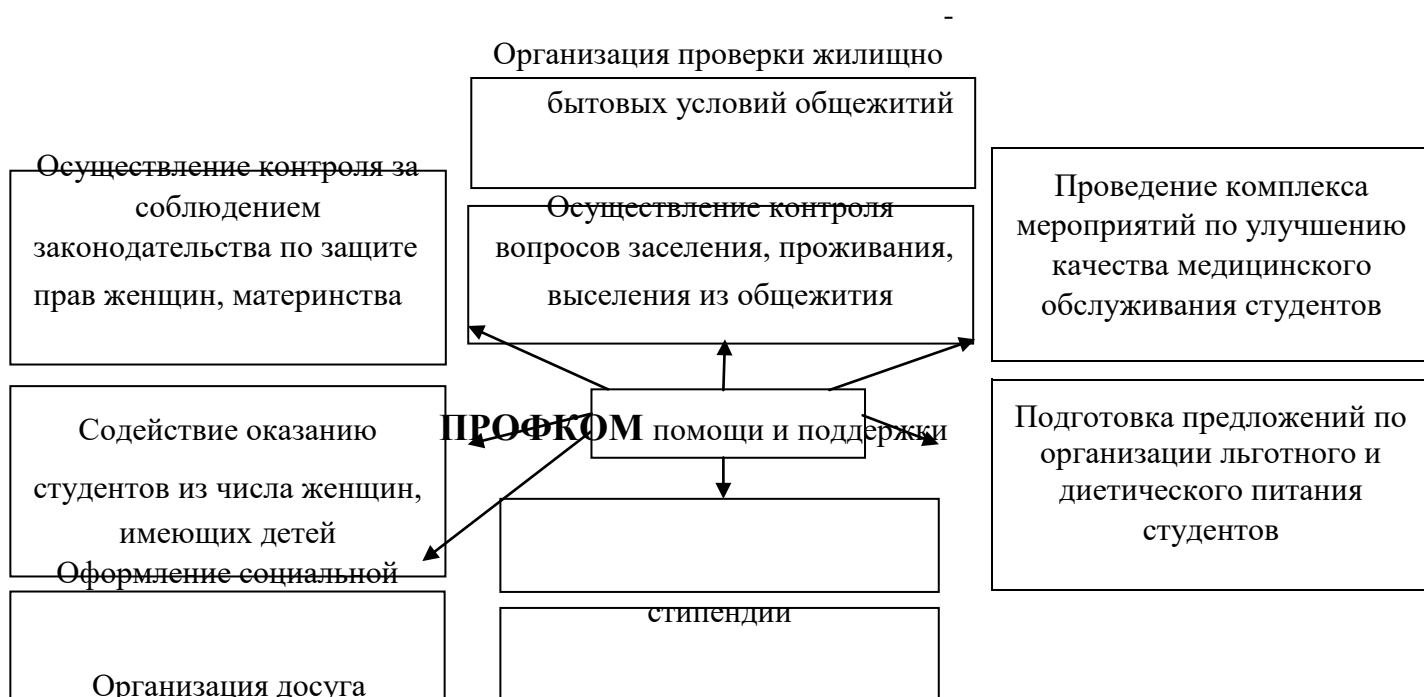 -
Организация проверки жилищно
бытовых условий общежитий
Осуществление контроля за
соблюдением
законодательства по защите
прав женщин, материнства
Осуществление контроля
вопросов заселения, проживания,
выселения из общежития
Проведение комплекса
мероприятий по улучшению
качества медицинского
обслуживания студентов
Содействие оказанию
ПРОФКОМ помощи и поддержки
студентов из числа женщин,
имеющих детей
Подготовка предложений по
организации льготного и
диетического питания
студентов
Оформление социальной
стипендии
Организация досуга